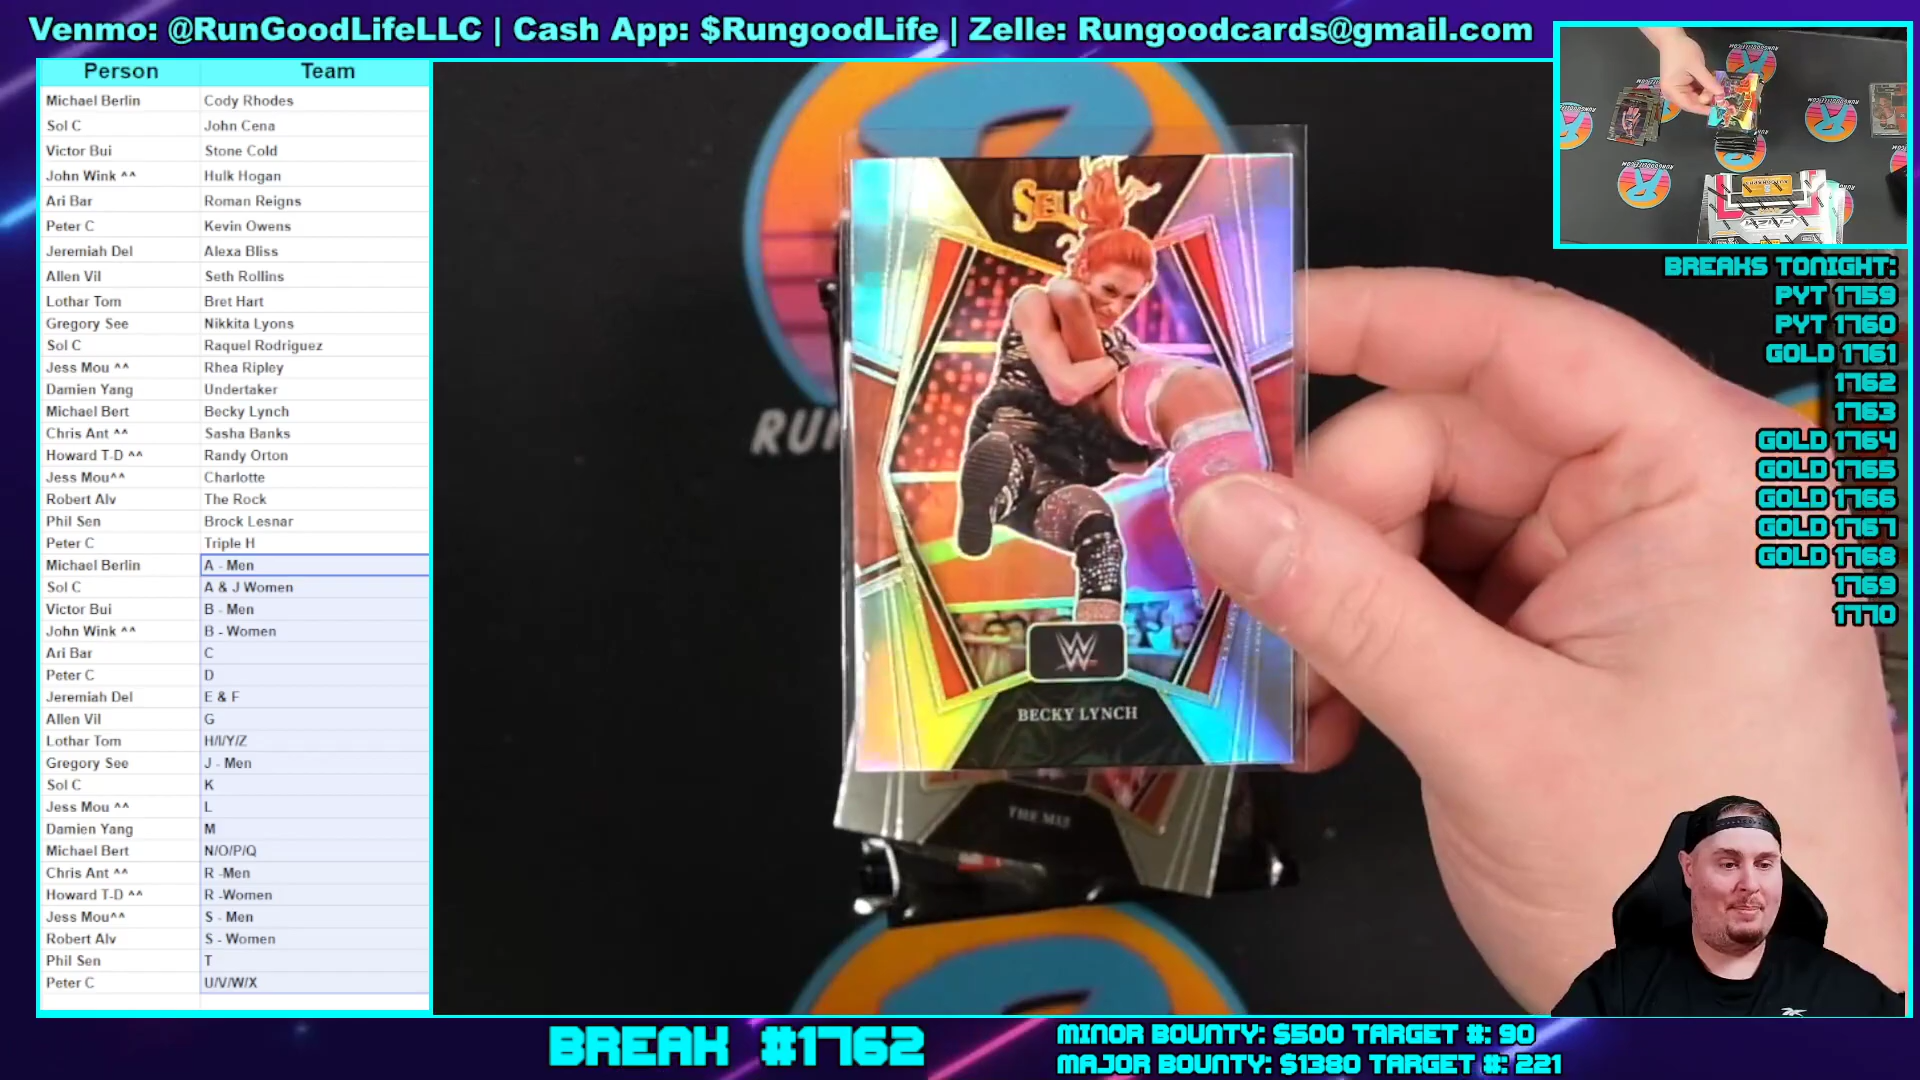 Venmo: @RunGoodLifeLLC | Cash App: $RungoodLife | Zelle: Rungoodcards@gmail.com
Person Team
Michael Berlin Cody Rhodes
Sol C John Cena
Victor Bui Stone Cold
John Wink ^^ Hulk Hogan
Ari Bar Roman Reigns
Peter C Kevin Owens
Jeremiah Del Alexa Bliss
Allen Vil Seth Rollins
Lothar Tom Bret Hart
Gregory See Nikkita Lyons
Sol C Raquel Rodriguez
Jess Mou ^^ Rhea Ripley
Damien Yang Undertaker
Michael Bert Becky Lynch
Chris Ant ^^ Sasha Banks
Howard T-D ^^ Randy Orton
Jess Mou^^ Charlotte
Robert Alv The Rock
Phil Sen Brock Lesnar
Peter C Triple H
Michael Berlin A - Men
Sol C A & J Women
Victor Bui B - Men
John Wink ^^ B - Women
Ari Bar C
Peter C D
Jeremiah Del E & F
Allen Vil G
Lothar Tom H/I/Y/Z
Gregory See J - Men
Sol C K
Jess Mou ^^ L
Damien Yang M
Michael Bert N/O/P/Q
Chris Ant ^^ R -Men
Howard T-D ^^ R -Women
Jess Mou^^ S - Men
Robert Alv S - Women
Phil Sen T
Peter C U/V/W/X
W
BECKY LYNCH
THE MIZ
BREAKS TONIGHT:
PYT 1759
PYT 1760
GOLD 1761
1762
1763
GOLD 1764
GOLD 1765
GOLD 1766
GOLD 1767
GOLD 1768
1769
1770
BREAK #1762
MINOR BOUNTY: $500 TARGET #: 90
MAJOR BOUNTY: $1380 TARGET #: 221